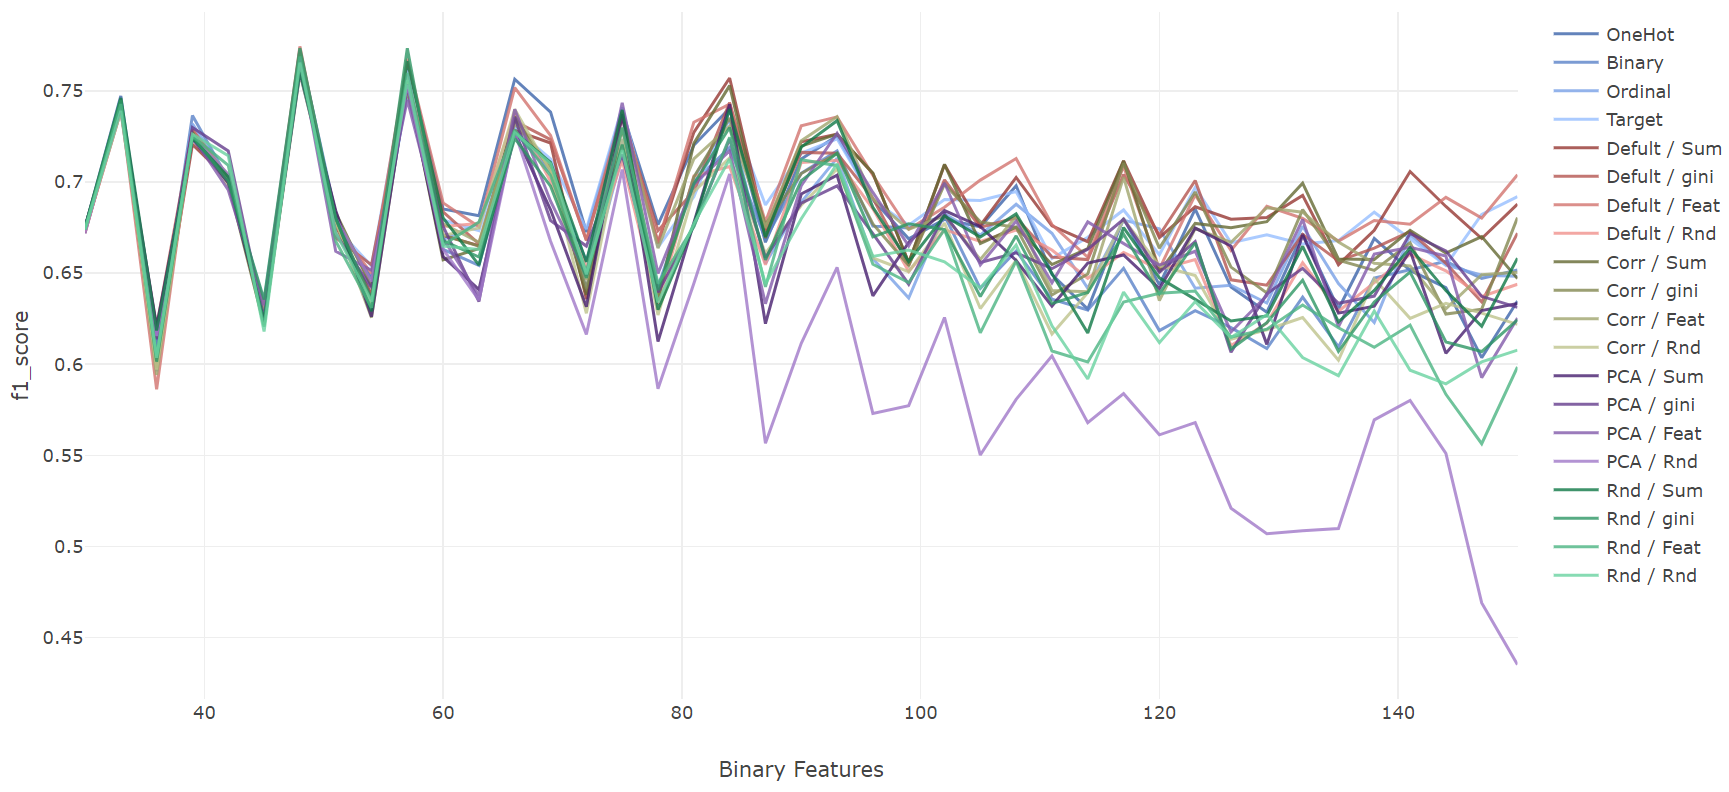 f1_score
0.75
0.7
0.65
0.6
0.55
0.5
0.45
40
60
80
100
120
140
Binary Features
OneHot
Binary
Ordinal
Target
Defult / Sum
Defult / gini
Defult / Feat
Defult / Rnd
Corr / Sum
Corr / gini
Corr / Feat
Corr / Rnd
PCA / Sum
PCA / gini
PCA / Feat
PCA / Rnd
Rnd / Sum
Rnd / gini
Rnd / Feat
Rnd / Rnd